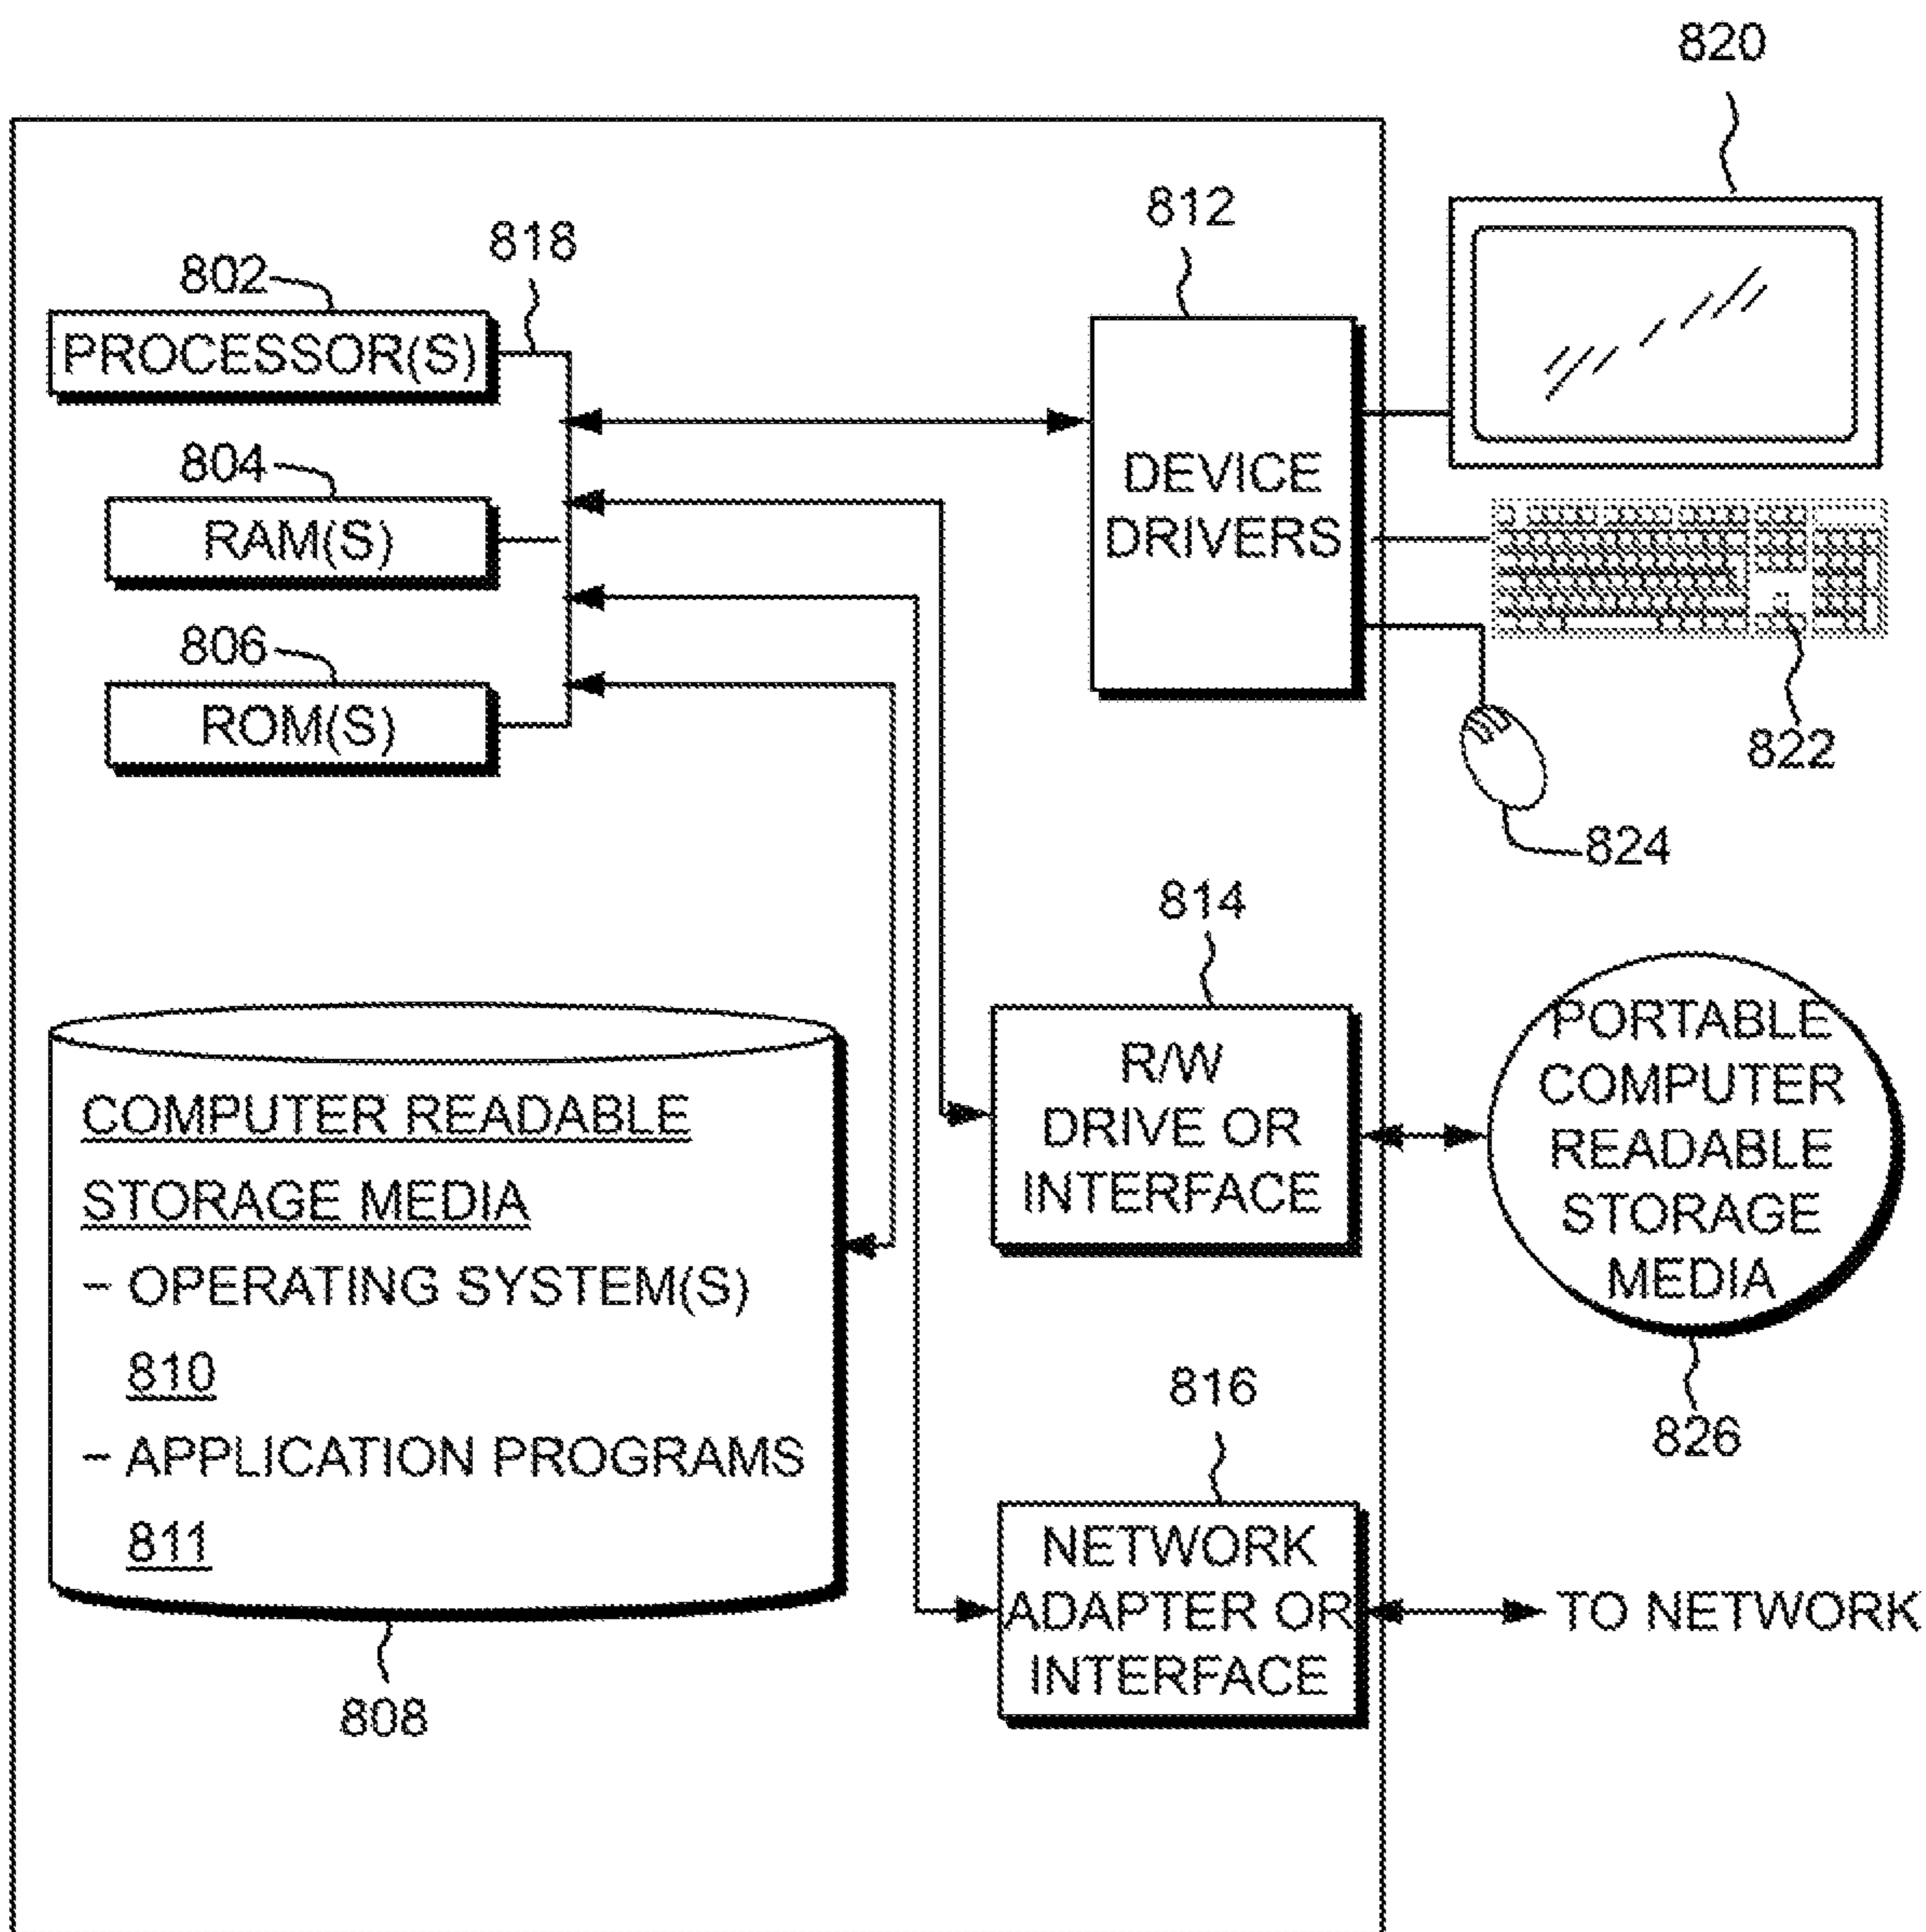 820
812
818
802
PROCESSOR(S)
804
RAM(S)
DEVICE
DRIVERS
806
ROM(S)
822
824
814
R/W
DRIVE OR
INTERFACE
PORTABLE
COMPUTER
READABLE
STORAGE
MEDIA
826
COMPUTER READABLE
STORAGE MEDIA
– OPERATING SYSTEM(S)
810
– APPLICATION PROGRAMS
811
808
816
NETWORK
ADAPTER OR
INTERFACE
TO NETWORK